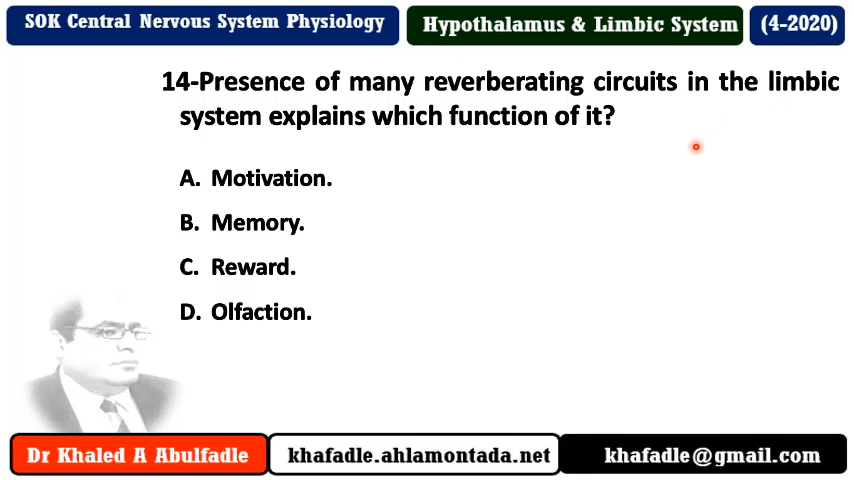 SOK Central Nervous System Physiology
Hypothalamus & Limbic System
(4-2020)
14-Presence of many reverberating circuits in the limbic
system explains which function of it?
A. Motivation.
B. Memory.
C. Reward.
D. Olfaction.
Dr Khaled A Abulfadle
khafadle.ahlamontada.net
khafadle@gmail.com